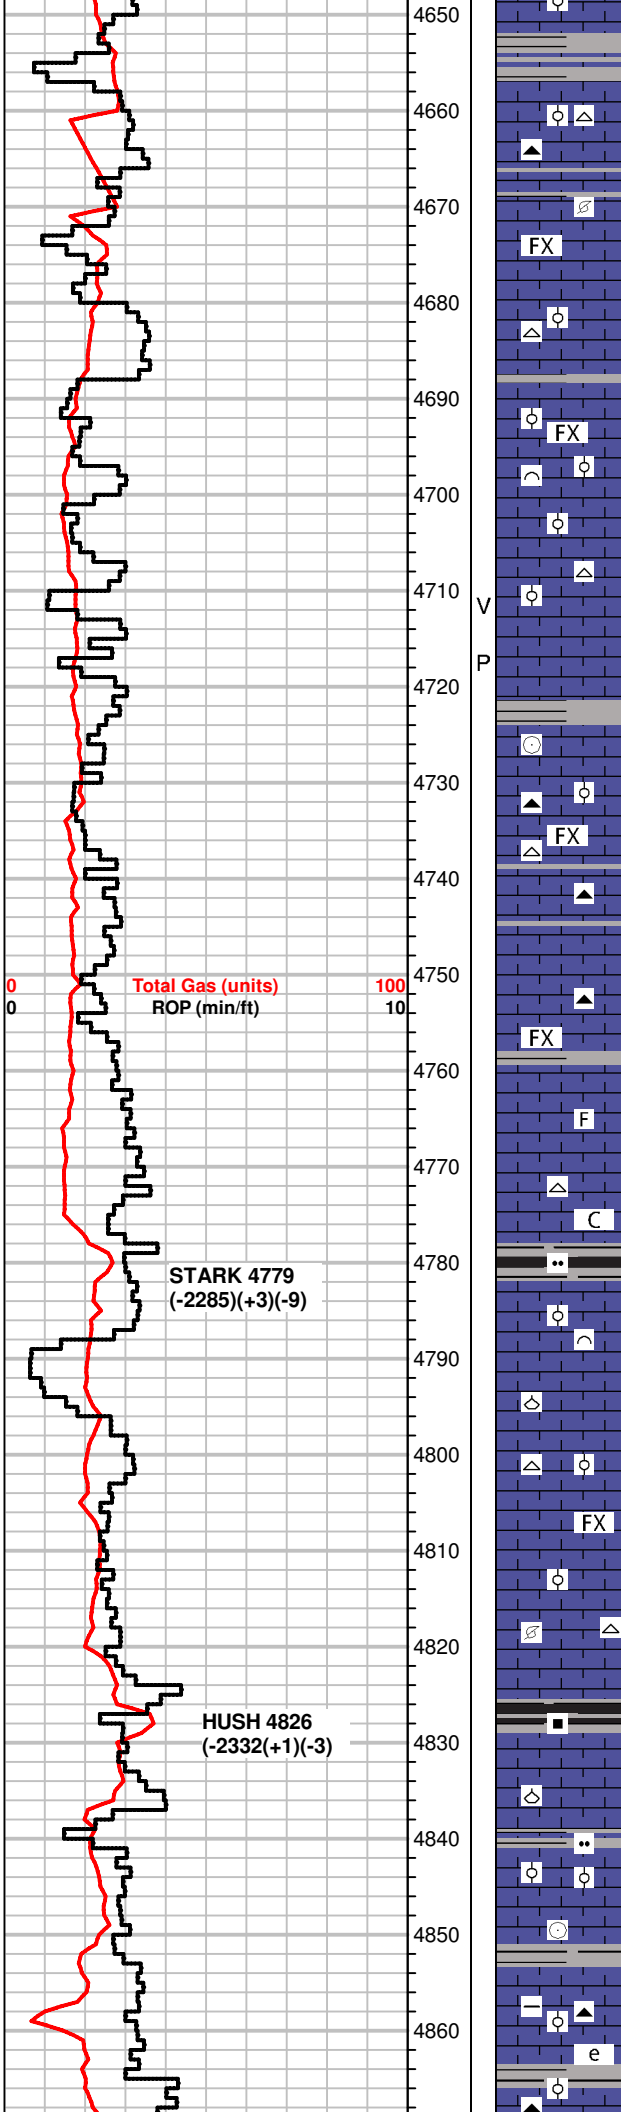 4650
4660
4670
FX
4680
4690
FX
4700
4710
V
P
4720
4730
FX
4740
4750
0 Total Gas (units) 100
0 ROP (min/ft) 10
FX
4760
F
4770
C
4780
STARK 4779
(-2285)(+3)(-9)
4790
4800
FX
4810
4820
HUSH 4826
(-2332(+1)(-3)
4830
4840
4850
4860
e